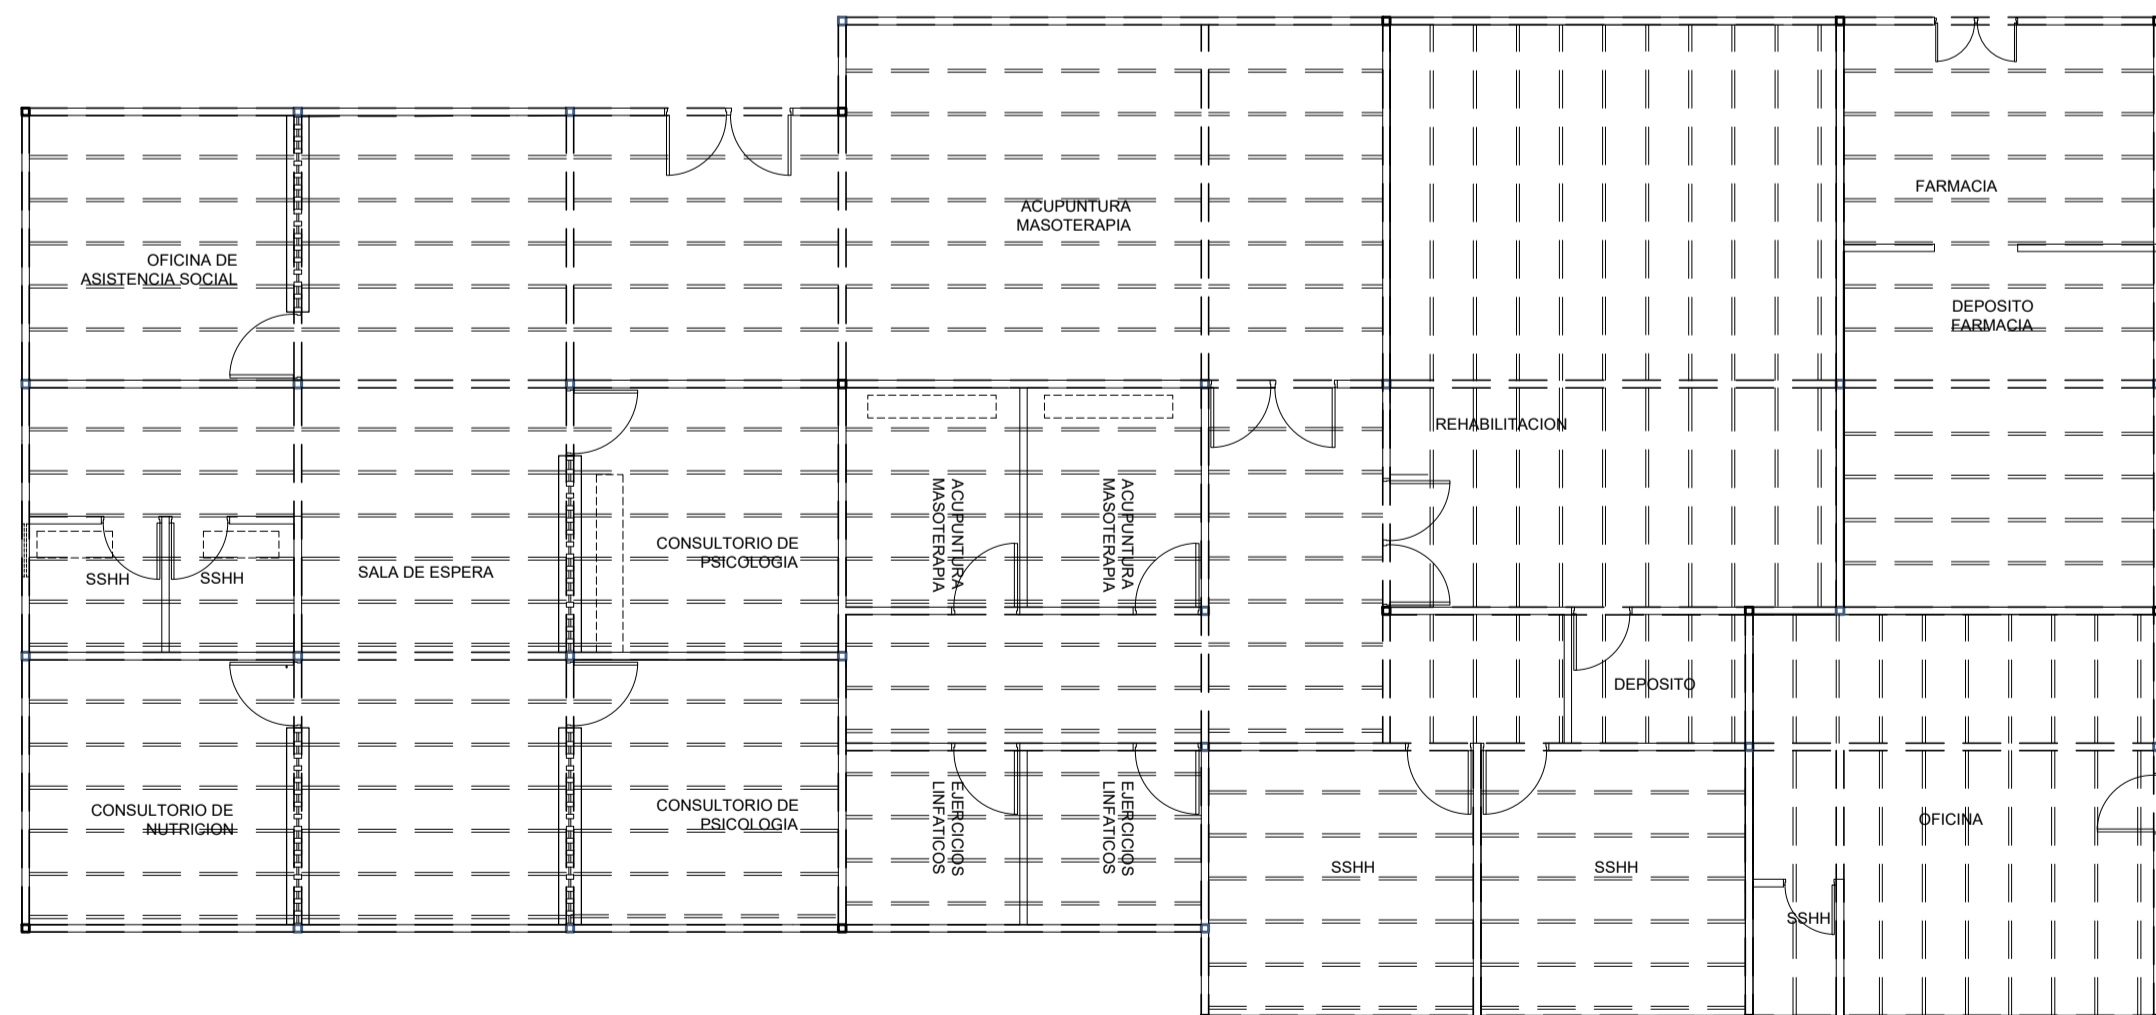 FARMACIA
ACUPUNTURA
MASOTERAPIA
OFICINA DE
ASISTENCIA SOCIAL
DEPOSITO
FARMACIA
REHABILITACION
ACUPUNTURA
MASOTERAPIA
ACUPUNTURA
MASOTERAPIA
CONSULTORIO DE
PSICOLOGIA
SSHH
SSHH
SALA DE ESPERA
DEPOSITO
CONSULTORIO DE
NUTRICION
CONSULTORIO DE
PSICOLOGIA
EJERCICIOS
LINFATICOS
EJERCICIOS
LINFATICOS
OFICINA
SSHH
SSHH
SSHH